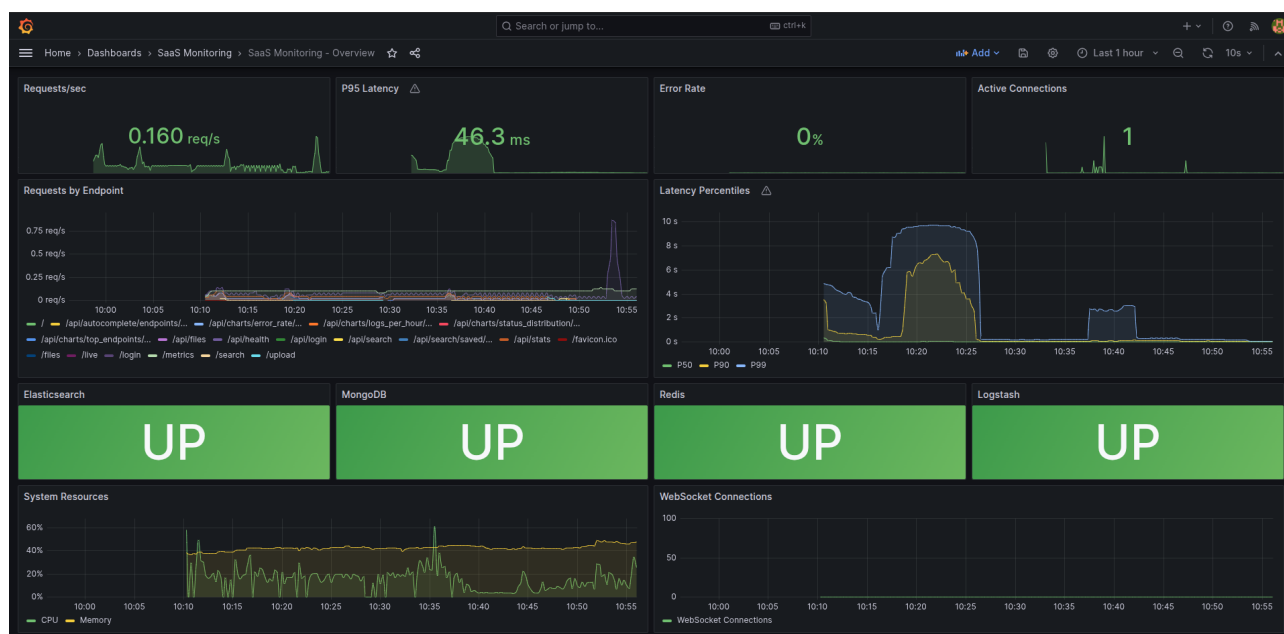 Search or jump to... ctrl+k
Home › Dashboards › SaaS Monitoring › SaaS Monitoring - Overview Add Last 1 hour 10s
Requests/sec
0.160 req/s
P95 Latency
46.3 ms
Error Rate
0%
Active Connections
1
Requests by Endpoint
0.75 req/s
0.5 req/s
0.25 req/s
0 req/s
10:00 10:05 10:10 10:15 10:20 10:25 10:30 10:35 10:40 10:45 10:50 10:55
/ /api/autocomplete/endpoints/... /api/charts/error_rate/... /api/charts/logs_per_hour/... /api/charts/status_distribution/...
/api/charts/top_endpoints/... /api/files /api/health /api/login /api/search /api/search/saved/... /api/stats /favicon.ico
/files /live /login /metrics /search /upload
Latency Percentiles
10 s
8 s
6 s
4 s
2 s
0 s
10:00 10:05 10:10 10:15 10:20 10:25 10:30 10:35 10:40 10:45 10:50 10:55
P50 P90 P99
Elasticsearch
UP
MongoDB
UP
Redis
UP
Logstash
UP
System Resources
60%
40%
20%
0%
10:00 10:05 10:10 10:15 10:20 10:25 10:30 10:35 10:40 10:45 10:50 10:55
CPU Memory
WebSocket Connections
100
50
0
10:00 10:05 10:10 10:15 10:20 10:25 10:30 10:35 10:40 10:45 10:50 10:55
WebSocket Connections